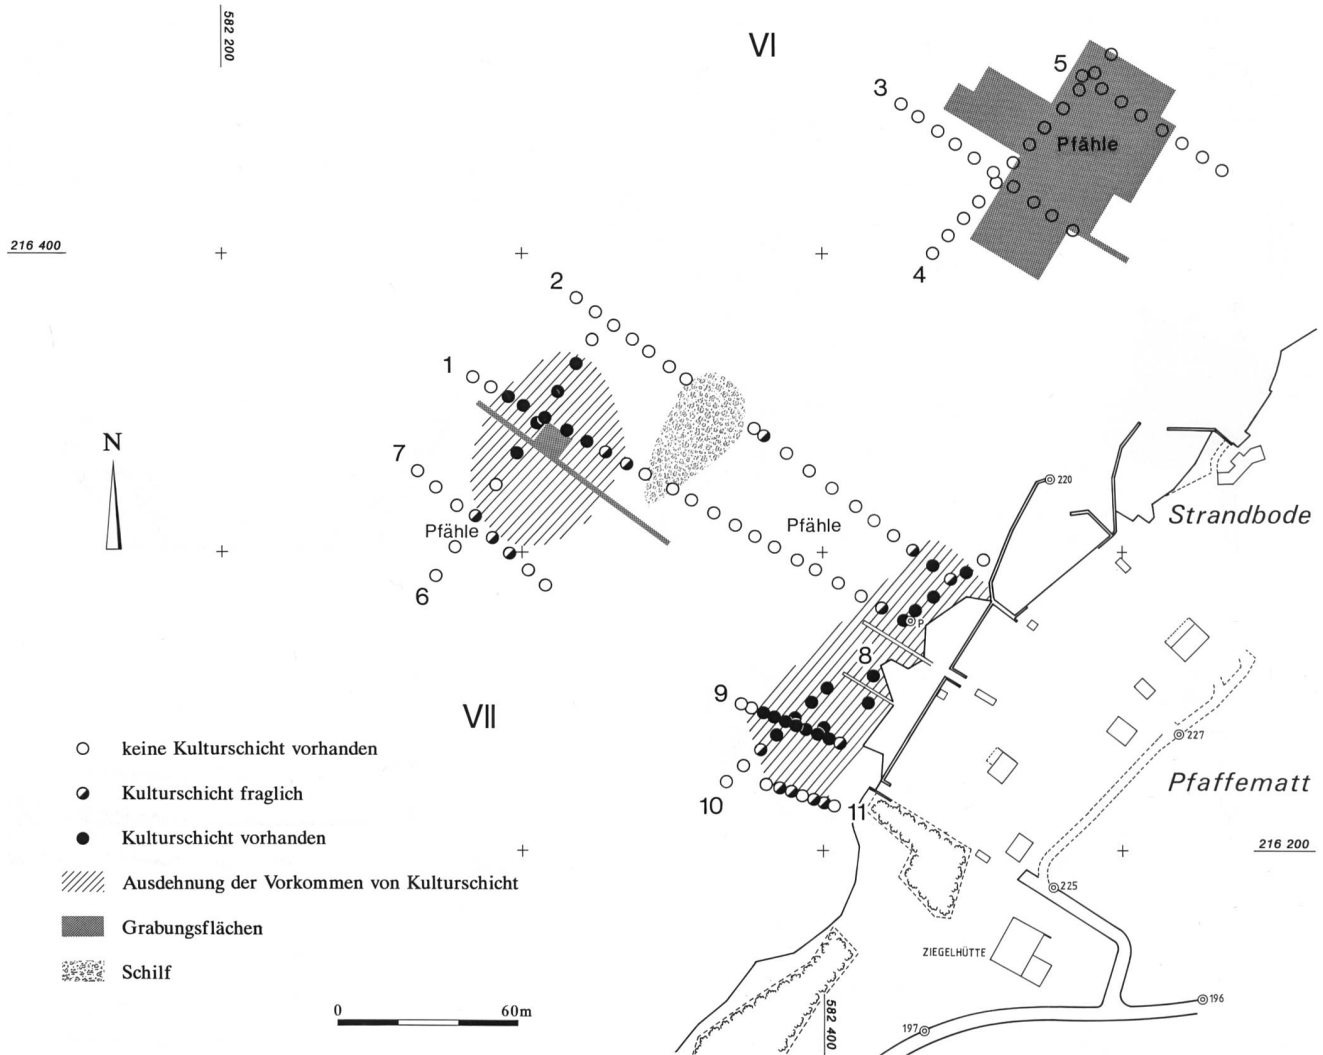 582 200
VI
5
3
Pfähle
216 400
4
2
1
N
7
220
Strandbode
Pfähle
Pfähle
6
P
8
9
VII
227
keine Kulturschicht vorhanden
Pfaffematt
Kulturschicht fraglich
10
11
Kulturschicht vorhanden
216 200
Ausdehnung der Vorkommen von Kulturschicht
225
Grabungsflächen
ZIEGELHÜTTE
Schilf
0 60m
196
197
582 400